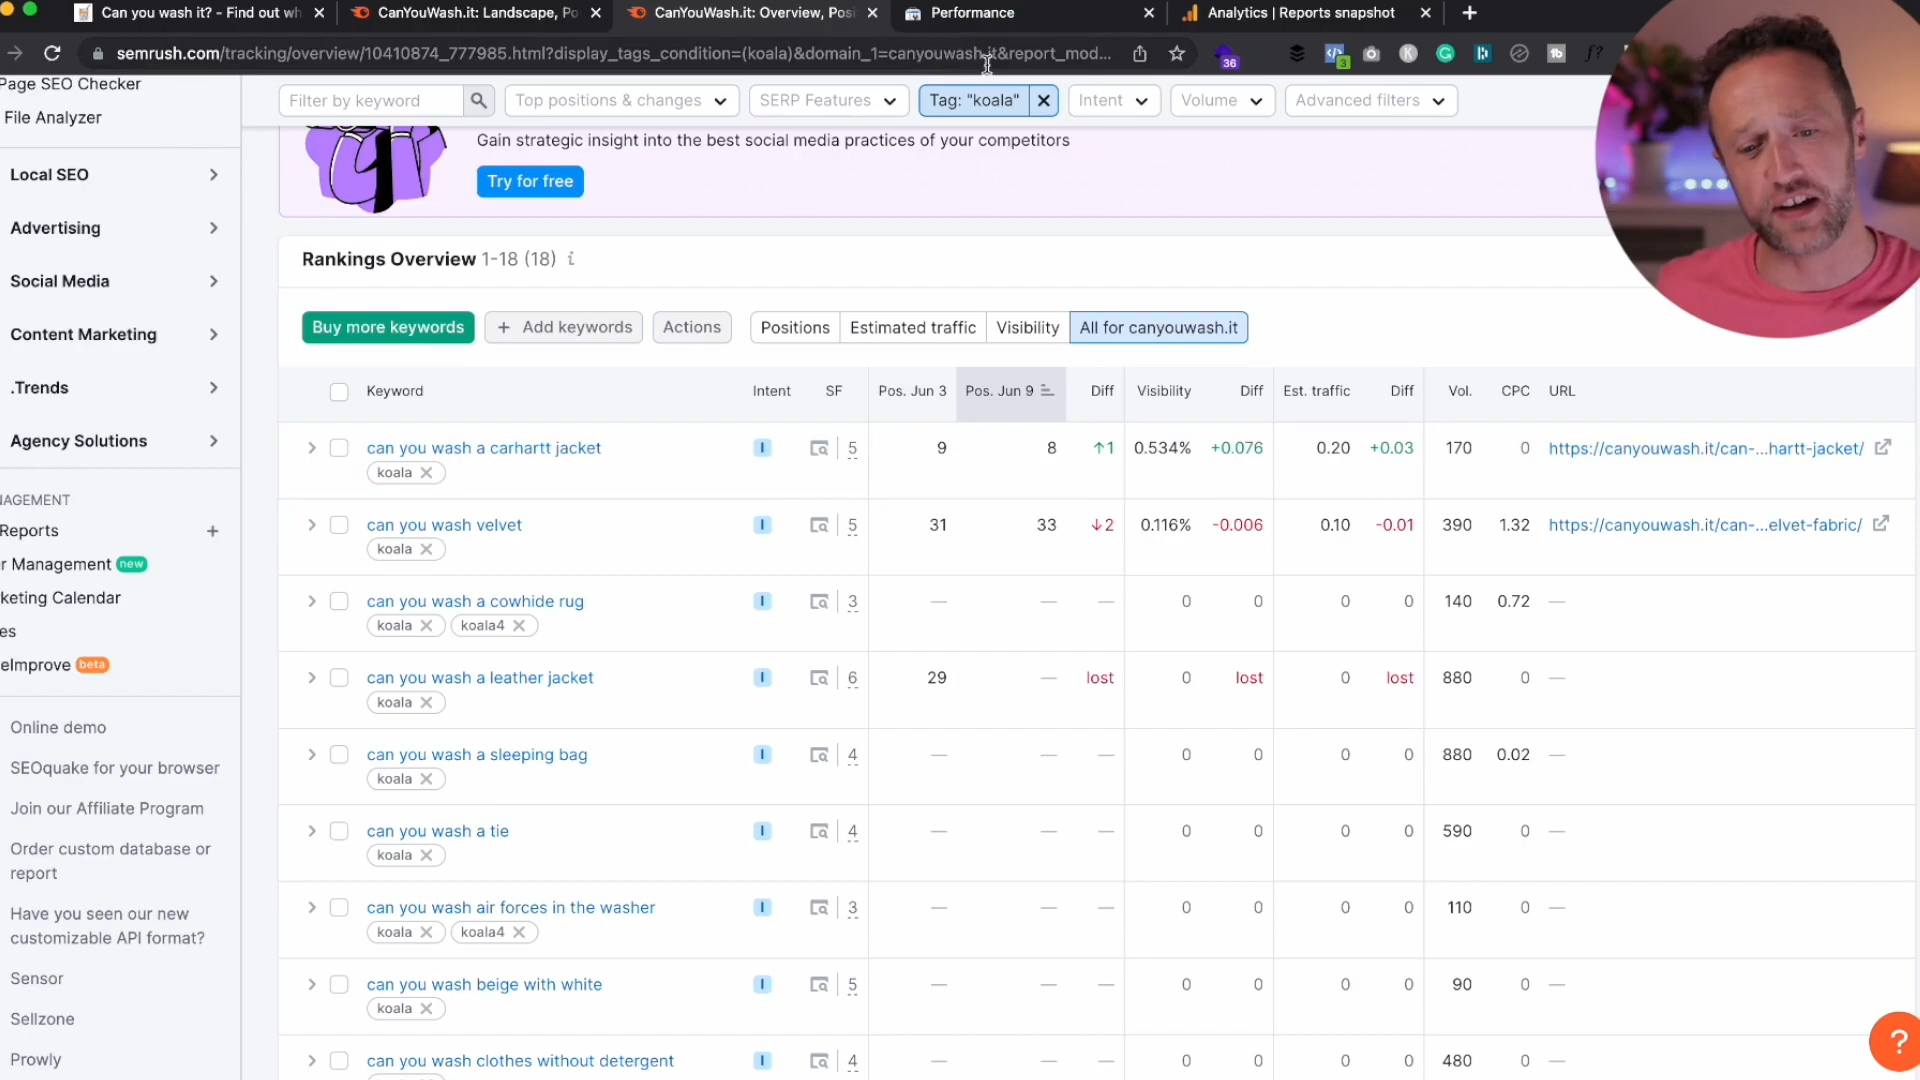 Can you wash it? - Find out wh
CanYouWash.it: Landscape, Po
CanYouWash.it: Overview, Posi
Performance
Analytics | Reports snapshot
semrush.com/tracking/overview/10410874_777985.html?display_tags_condition=(koala)&domain_1=canyouwash.it&report_mod...
36
3
Page SEO Checker
File Analyzer
Local SEO
Advertising
Social Media
Content Marketing
.Trends
Agency Solutions
NAGEMENT
Reports
r Management new
keting Calendar
es
eImprove beta
Online demo
SEOquake for your browser
Join our Affiliate Program
Order custom database or
report
Have you seen our new
customizable API format?
Sensor
Sellzone
Prowly
Filter by keyword
Top positions & changes
SERP Features
Tag: "koala"
Intent
Volume
Advanced filters
Gain strategic insight into the best social media practices of your competitors
Try for free
Rankings Overview 1-18 (18) i
Buy more keywords
+ Add keywords
Actions
Positions
Estimated traffic
Visibility
All for canyouwash.it
Keyword Intent SF Pos. Jun 3 Pos. Jun 9 Diff Visibility Diff Est. traffic Diff Vol. CPC URL
can you wash a carhartt jacket I 5 9 8 ↑1 0.534% +0.076 0.20 +0.03 170 0 https://canyouwash.it/can-...hartt-jacket/
koala
can you wash velvet I 5 31 33 ↓2 0.116% -0.006 0.10 -0.01 390 1.32 https://canyouwash.it/can-...elvet-fabric/
koala
can you wash a cowhide rug I 3 — — — 0 0 0 0 140 0.72 —
koala koala4
can you wash a leather jacket I 6 29 — lost 0 lost 0 lost 880 0 —
koala
can you wash a sleeping bag I 4 — — — 0 0 0 0 880 0.02 —
koala
can you wash a tie I 4 — — — 0 0 0 0 590 0 —
koala
can you wash air forces in the washer I 3 — — — 0 0 0 0 110 0 —
koala koala4
can you wash beige with white I 5 — — — 0 0 0 0 90 0 —
koala
can you wash clothes without detergent I 4 — — — 0 0 0 0 480 0 —
?